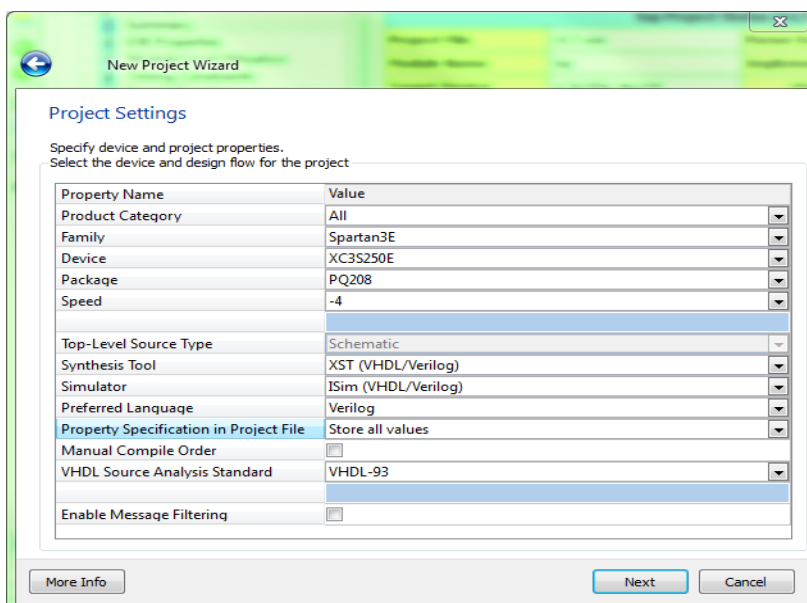 New Project Wizard
Project Settings
Specify device and project properties.
Select the device and design flow for the project
Property Name Value
Product Category All
Family Spartan3E
Device XC3S250E
Package PQ208
Speed -4
Top-Level Source Type Schematic
Synthesis Tool XST (VHDL/Verilog)
Simulator ISim (VHDL/Verilog)
Preferred Language Verilog
Property Specification in Project File Store all values
Manual Compile Order
VHDL Source Analysis Standard VHDL-93
Enable Message Filtering
More Info Next Cancel